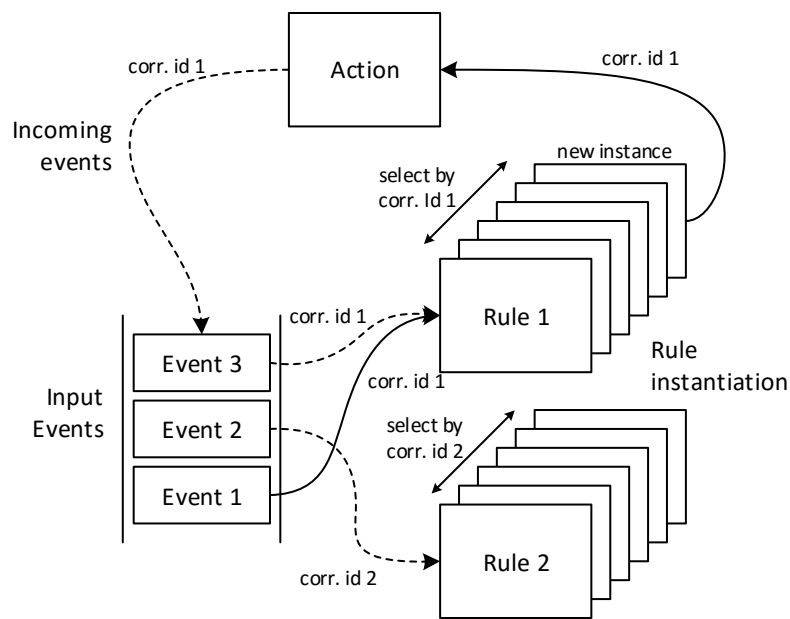 corr. id 1
Action
corr. id 1
Incoming
events
new instance
select by
corr. Id 1
corr. id 1
Rule 1
Event 3
Rule
instantiation
corr. id 1
Input
Events
Event 2
select by
corr. id 2
Event 1
Rule 2
corr. id 2